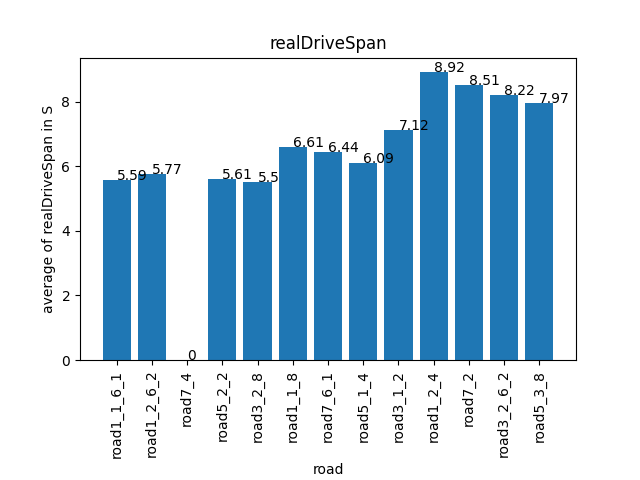 realDriveSpan
average of realDriveSpan in S
8
6
4
2
0
5.59
5.77
0
5.61
5.5
6.61
6.44
6.09
7.12
8.92
8.51
8.22
7.97
road1_1_6_1
road1_2_6_2
road7_4
road5_2_2
road3_2_8
road1_1_8
road7_6_1
road5_1_4
road3_1_2
road1_2_4
road7_2
road3_2_6_2
road5_3_8
road